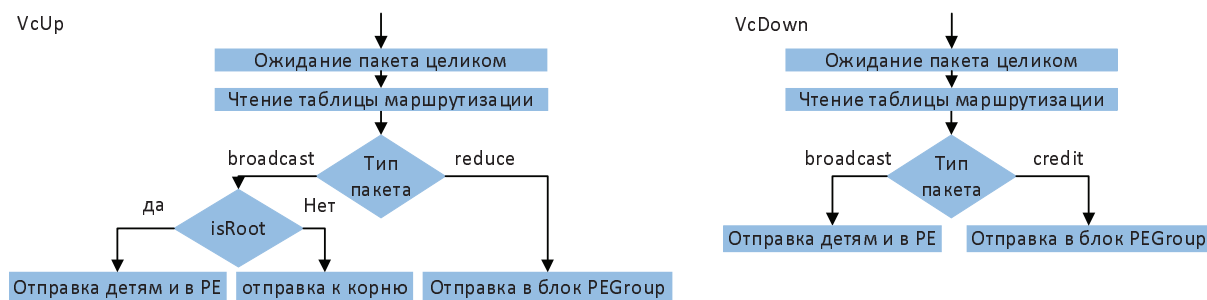 VcUp
Ожидание пакета целиком
Чтение таблицы маршрутизации
broadcast
Тип
пакета
reduce
да
isRoot
Нет
Отправка детям и в PE
отправка к корню
Отправка в блок PEGroup
VcDown
Ожидание пакета целиком
Чтение таблицы маршрутизации
broadcast
Тип
пакета
credit
Отправка детям и в PE
Отправка в блок PEGroup